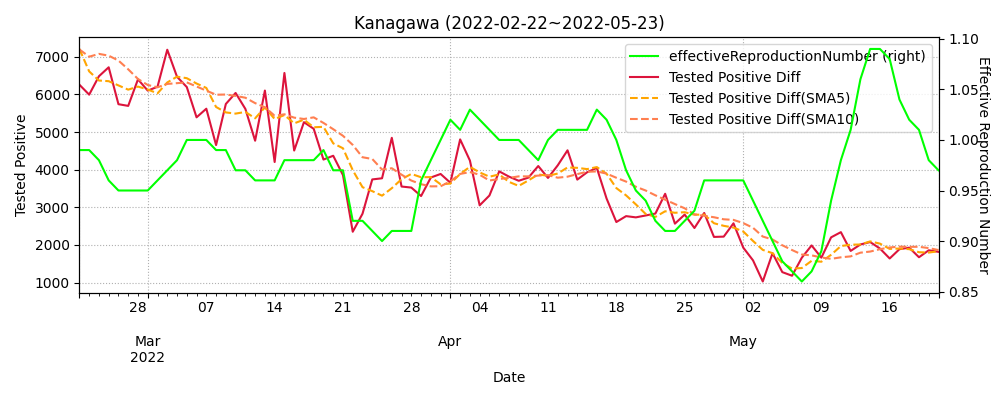 Kanagawa (2022-02-22~2022-05-23)
effectiveReproductionNumber (right)
Tested Positive Diff
Tested Positive Diff(SMA5)
Tested Positive Diff(SMA10)
Tested Positive
7000
6000
5000
4000
3000
2000
1000
1.10
1.05
1.00
0.95
0.90
0.85
Effective Reproduction Number
28 07 14 21 28 04 11 18 25 02 09 16
Mar Apr May
2022
Date